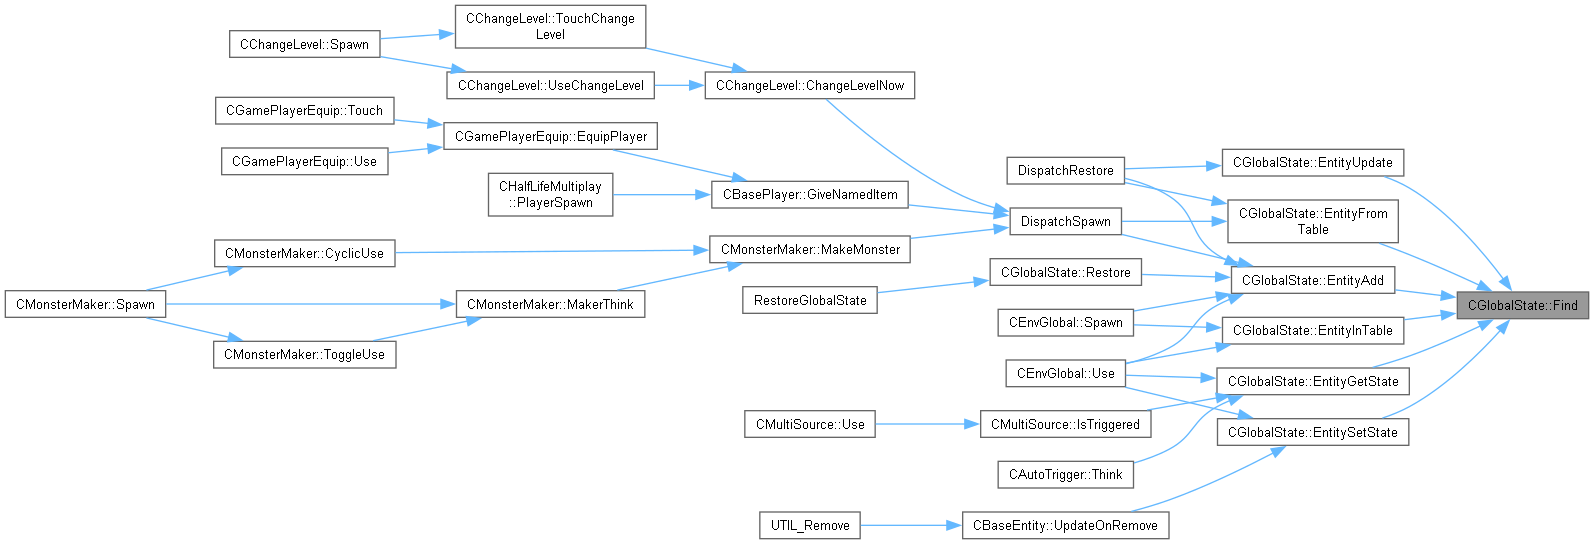 CChangeLevel::TouchChange
Level
CChangeLevel::Spawn
CChangeLevel::UseChangeLevel
CChangeLevel::ChangeLevelNow
CGamePlayerEquip::Touch
CGamePlayerEquip::EquipPlayer
CGamePlayerEquip::Use
CGlobalState::EntityUpdate
DispatchRestore
CHalfLifeMultiplay
::PlayerSpawn
CBasePlayer::GiveNamedItem
CGlobalState::EntityFrom
Table
DispatchSpawn
CMonsterMaker::CyclicUse
CMonsterMaker::MakeMonster
CGlobalState::Restore
CGlobalState::EntityAdd
CMonsterMaker::Spawn
CMonsterMaker::MakerThink
RestoreGlobalState
CGlobalState::Find
CEnvGlobal::Spawn
CGlobalState::EntityInTable
CMonsterMaker::ToggleUse
CEnvGlobal::Use
CGlobalState::EntityGetState
CMultiSource::Use
CMultiSource::IsTriggered
CGlobalState::EntitySetState
CAutoTrigger::Think
UTIL_Remove
CBaseEntity::UpdateOnRemove